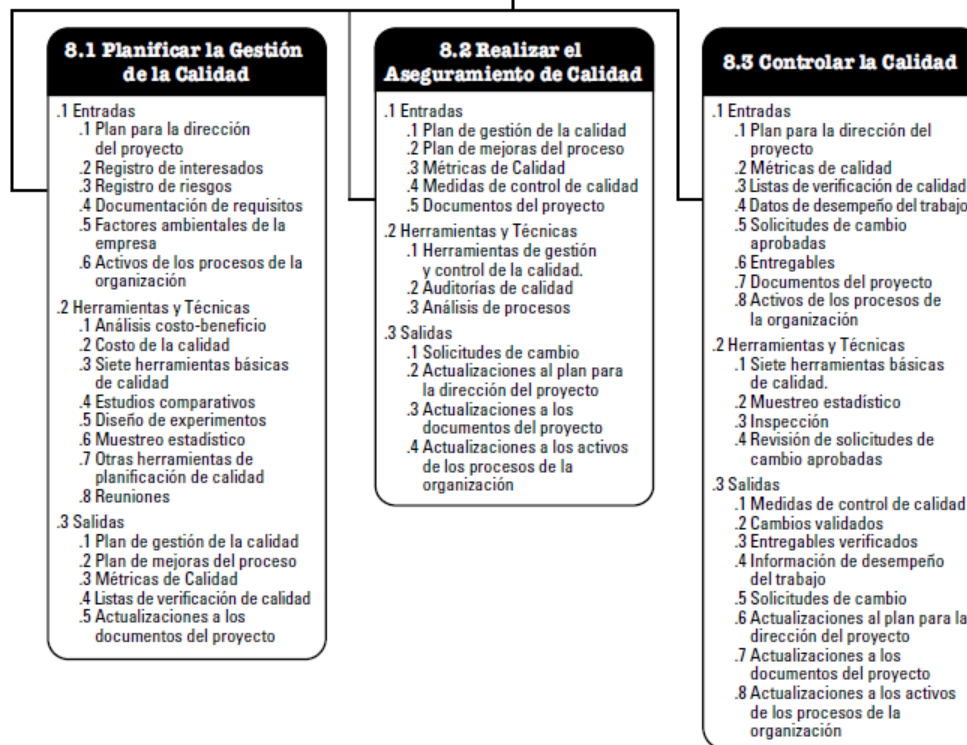 8.1 Planificar la Gestión
de la Calidad
.1 Entradas
.1 Plan para la dirección
del proyecto
.2 Registro de interesados
.3 Registro de riesgos
.4 Documentación de requisitos
.5 Factores ambientales de la
empresa
.6 Activos de los procesos de la
organización
.2 Herramientas y Técnicas
.1 Análisis costo-beneficio
.2 Costo de la calidad
.3 Siete herramientas básicas
de calidad
.4 Estudios comparativos
.5 Diseño de experimentos
.6 Muestreo estadístico
.7 Otras herramientas de
planificación de calidad
.8 Reuniones
.3 Salidas
.1 Plan de gestión de la calidad
.2 Plan de mejoras del proceso
.3 Métricas de Calidad
.4 Listas de verificación de calidad
.5 Actualizaciones a los
documentos del proyecto
8.2 Realizar el
Aseguramiento de Calidad
.1 Entradas
.1 Plan de gestión de la calidad
.2 Plan de mejoras del proceso
.3 Métricas de Calidad
.4 Medidas de control de calidad
.5 Documentos del proyecto
.2 Herramientas y Técnicas
.1 Herramientas de gestión
y control de la calidad.
.2 Auditorías de calidad
.3 Análisis de procesos
.3 Salidas
.1 Solicitudes de cambio
.2 Actualizaciones al plan para
la dirección del proyecto
.3 Actualizaciones a los
documentos del proyecto
.4 Actualizaciones a los activos
de los procesos de la
organización
8.3 Controlar la Calidad
.1 Entradas
.1 Plan para la dirección del
proyecto
.2 Métricas de calidad
.3 Listas de verificación de calidad
.4 Datos de desempeño del trabajo
.5 Solicitudes de cambio
aprobadas
.6 Entregables
.7 Documentos del proyecto
.8 Activos de los procesos de
la organización
.2 Herramientas y Técnicas
.1 Siete herramientas básicas
de calidad.
.2 Muestreo estadístico
.3 Inspección
.4 Revisión de solicitudes de
cambio aprobadas
.3 Salidas
.1 Medidas de control de calidad
.2 Cambios validados
.3 Entregables verificados
.4 Información de desempeño
del trabajo
.5 Solicitudes de cambio
.6 Actualizaciones al plan para la
dirección del proyecto
.7 Actualizaciones a los
documentos del proyecto
.8 Actualizaciones a los activos
de los procesos de la
organización